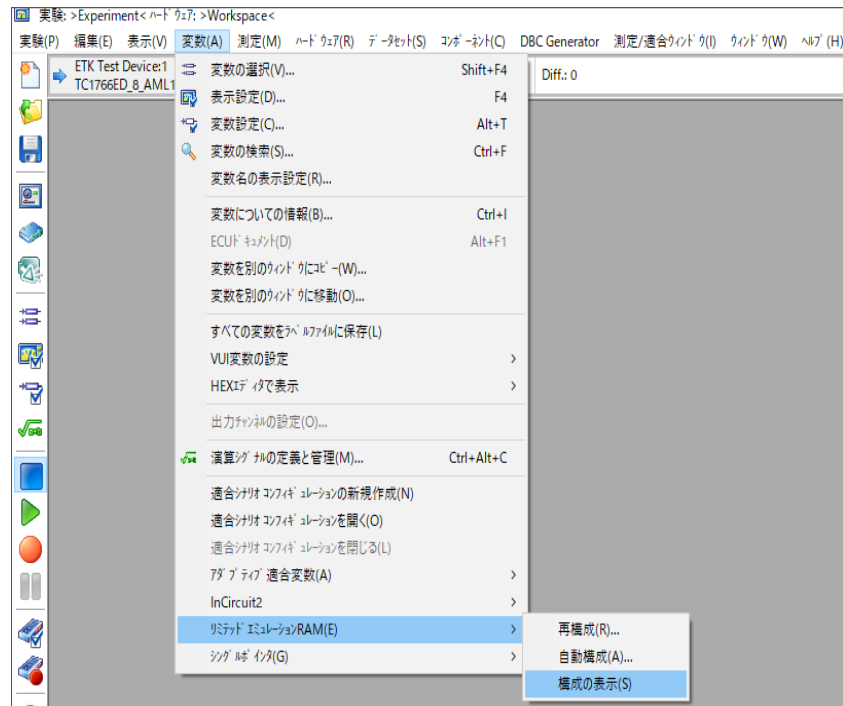 実験: >Experiment< ハードウェア: >Workspace<
実験(P) 編集(E) 表示(V) 変数(A) 測定(M) ハードウェア(R) データセット(S) コンポーネント(C) DBC Generator 測定/適合ウィンドウ(I) ウィンドウ(W) ヘルプ(H)
ETK Test Device:1
TC1766ED_8_AML1
Diff.: 0
変数の選択(V)... Shift+F4
表示設定(D)... F4
変数設定(C)... Alt+T
変数の検索(S)... Ctrl+F
変数名の表示設定(R)...
変数についての情報(B)... Ctrl+I
ECUドキュメント(D) Alt+F1
変数を別のウィンドウにコピー(W)...
変数を別のウィンドウに移動(O)...
すべての変数をラベルファイルに保存(L)
VUI変数の設定
HEXエディタで表示
出力チャンネルの設定(O)...
演算シグナルの定義と管理(M)... Ctrl+Alt+C
適合シナリオ コンフィギュレーションの新規作成(N)
適合シナリオ コンフィギュレーションを開く(O)
適合シナリオ コンフィギュレーションを閉じる(L)
アダプティブ 適合変数(A)
InCircuit2
リミテッド エミュレーションRAM(E)
シングルポインタ(G)
再構成(R)...
自動構成(A)...
構成の表示(S)